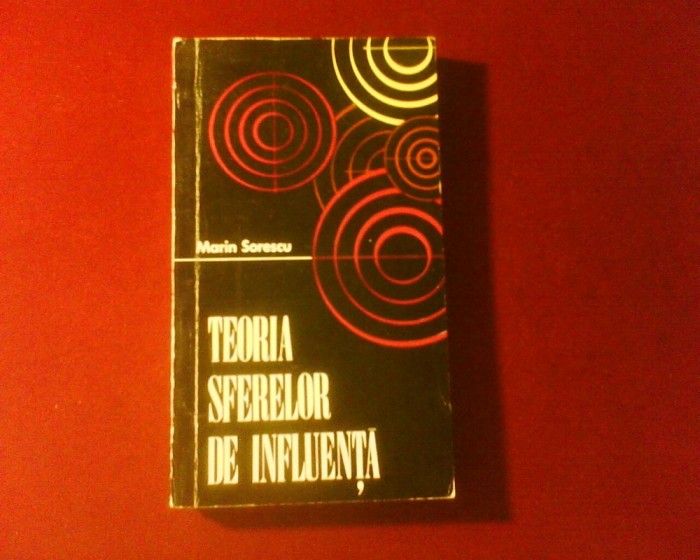 Marin Sorescu
TEORIA
SFERELOR
DE INFLUENȚĂ